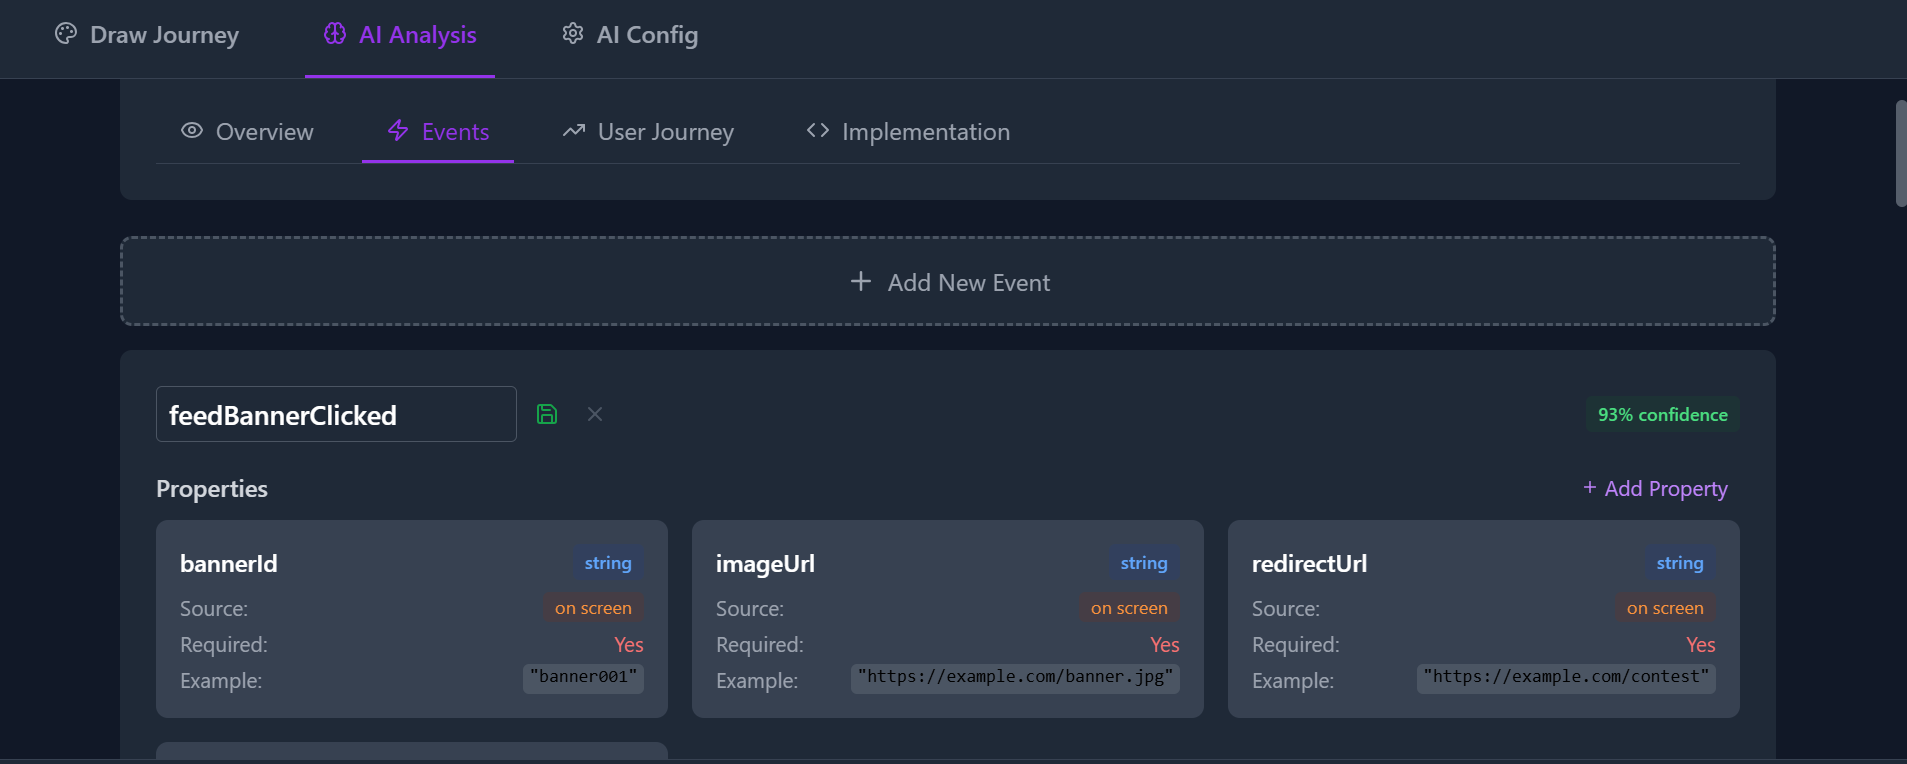 Draw Journey
AI Analysis
AI Config
Overview
Events
User Journey
Implementation
Add New Event
feedBannerClicked
93% confidence
Properties
+ Add Property
bannerId
string
Source:
on screen
Required:
Yes
Example:
"banner001"
imageUrl
string
Source:
on screen
Required:
Yes
Example:
"https://example.com/banner.jpg"
redirectUrl
string
Source:
on screen
Required:
Yes
Example:
"https://example.com/contest"